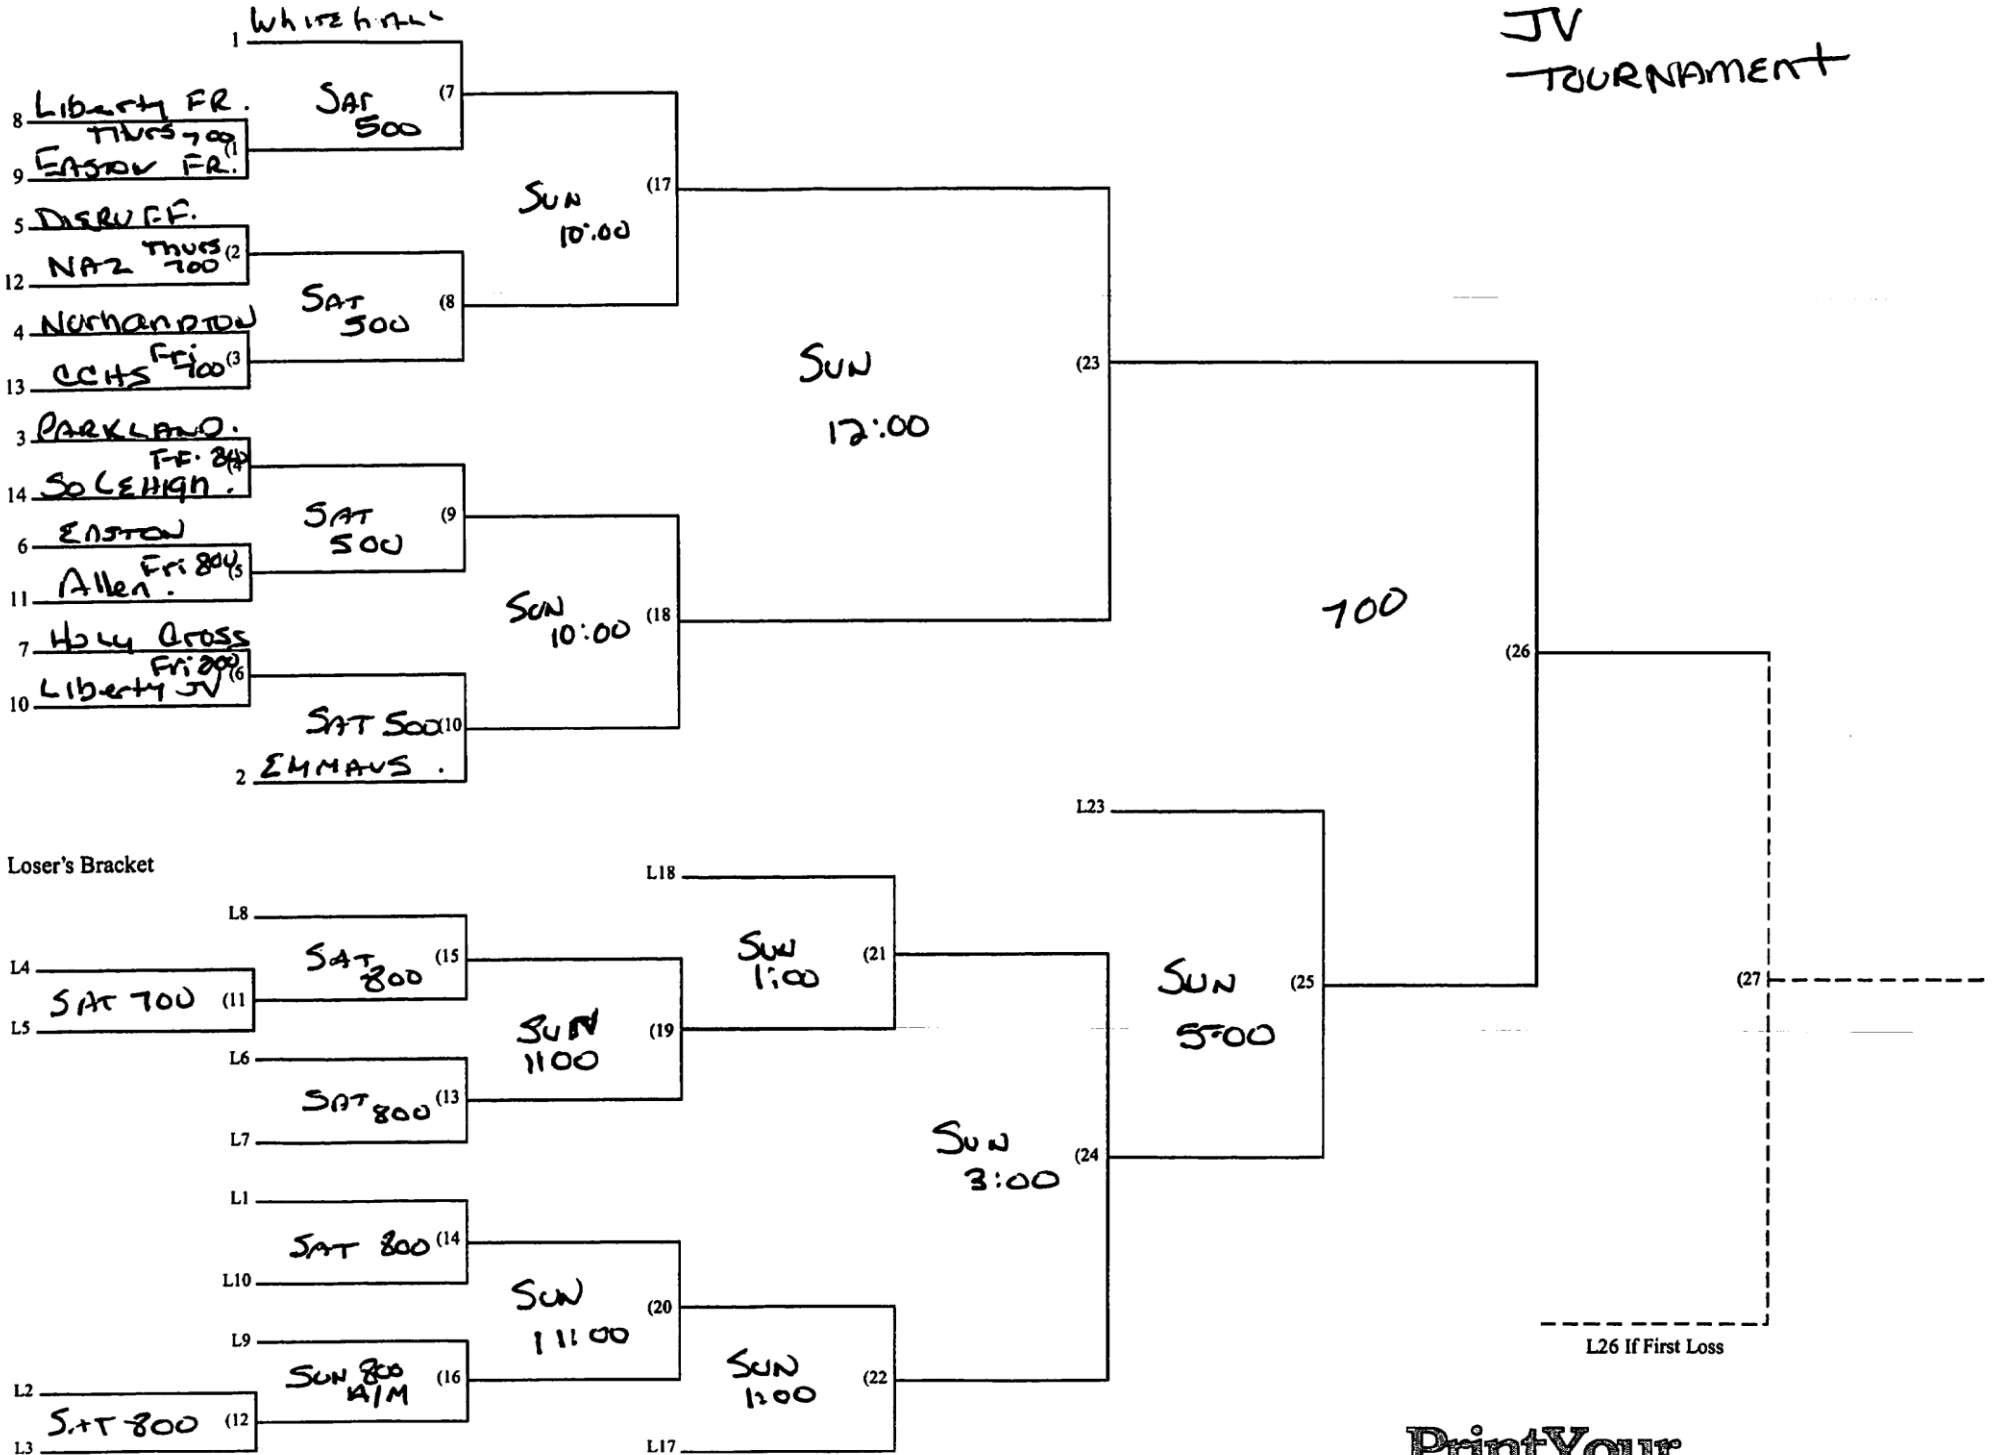 JV
TOURNAMENT
1 WHITEHALL
8 Liberty FR.
Thurs 700 (1
9 EASTON FR.
SAT
500
(7
5 DIERUFF.
Thurs
700 (2
12 NAZ
4 Norhampton
Fri
700 (3
13 CCHS
SAT
500
(8
SUN
10:00
(17
3 PARKLAND.
(4
14 So LEHIGH.
6 EASTON
Fri 800 (5
11 Allen.
SAT
500
(9
7 Holy Cross
Fri 800 (6
10 Liberty JV
SAT 500 (10
2 EMMAUS.
SUN
10:00
(18
SUN
12:00
(23
700
(26
Loser's Bracket
L8
L4
SAT 700 (11
L5
SAT
800
(15
L6
SAT 800 (13
L7
SUN
1100
(19
L18
SUN
1:00
(21
L1
SAT 800 (14
L10
L9
SUN 800
A/M
(16
L2
SAT 800 (12
L3
SUN
11:00
(20
SUN
1:00
(22
L17
SUN
3:00
(24
L23
SUN
5:00
(25
(27
L26 If First Loss
PrintYour